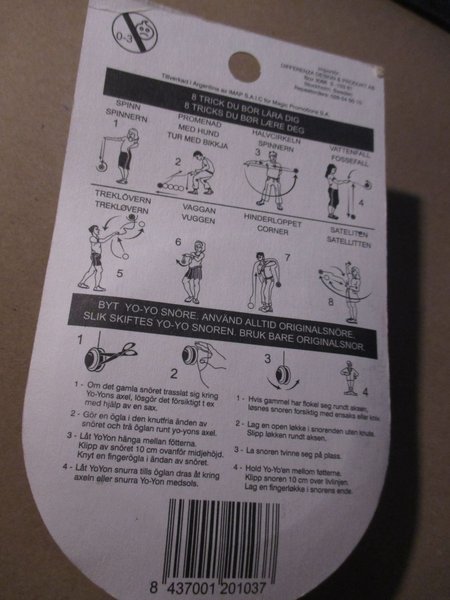 0-3
Importör:
DIFFERENZA DESIGN & PRODUKT AB
Stockholm, Sweden
Tillverkad i Argentina av IMAP S.A.I.C för Magic Promotions S.A.
8 TRICK DU BÖR LÄRA DIG
8 TRICKS DU BØR LÆRE DEG
SPINN
SPINNERN
1
PROMENAD
MED HUND
TUR MED BIKKJA
2
HALVCIRKELN
SPINNERN
3
VATTENFALL
FOSSEFALL
4
TREKLÖVERN
TREKLØVERN
5
VAGGAN
VUGGEN
6
HINDERLOPPET
CORNER
7
SATELITEN
SATELLITTEN
8
BYT YO-YO SNÖRE. ANVÄND ALLTID ORIGINALSNÖRE.
SLIK SKIFTES YO-YO SNOREN. BRUK BARE ORIGINALSNOR.
1
2
3
4
1 - Om det gamla snöret trasslat sig kring
Yo-Yons axel, lösgör det försiktigt t ex
med hjälp av en sax.
2 - Gör en ögla i den knutfria änden av
snöret och trä öglan runt yo-yons axel.
3 - Låt YoYon hänga mellan fötterna.
Klipp av snöret 10 cm ovanför midjehöjd.
Knyt en fingerögla i änden av snöret.
4 - Låt YoYon snurra tills öglan dras åt kring
axeln eller snurra Yo-Yon medsols.
1 - Hvis gammel har flokel seg rundt aksen,
løsnes snoren forsiktig med ensaks eller kniv.
2 - Lag en open løkke i snorenden uten knute.
Slipp løkken rundt aksen.
3 - La snoren tvinne seg på plass.
4 - Hold Yo-Yo'en mellom føtterne.
Klipp snoren 10 cm over livlinjen.
Lag en fingerløkke i snorens ende.
8 437001 201037